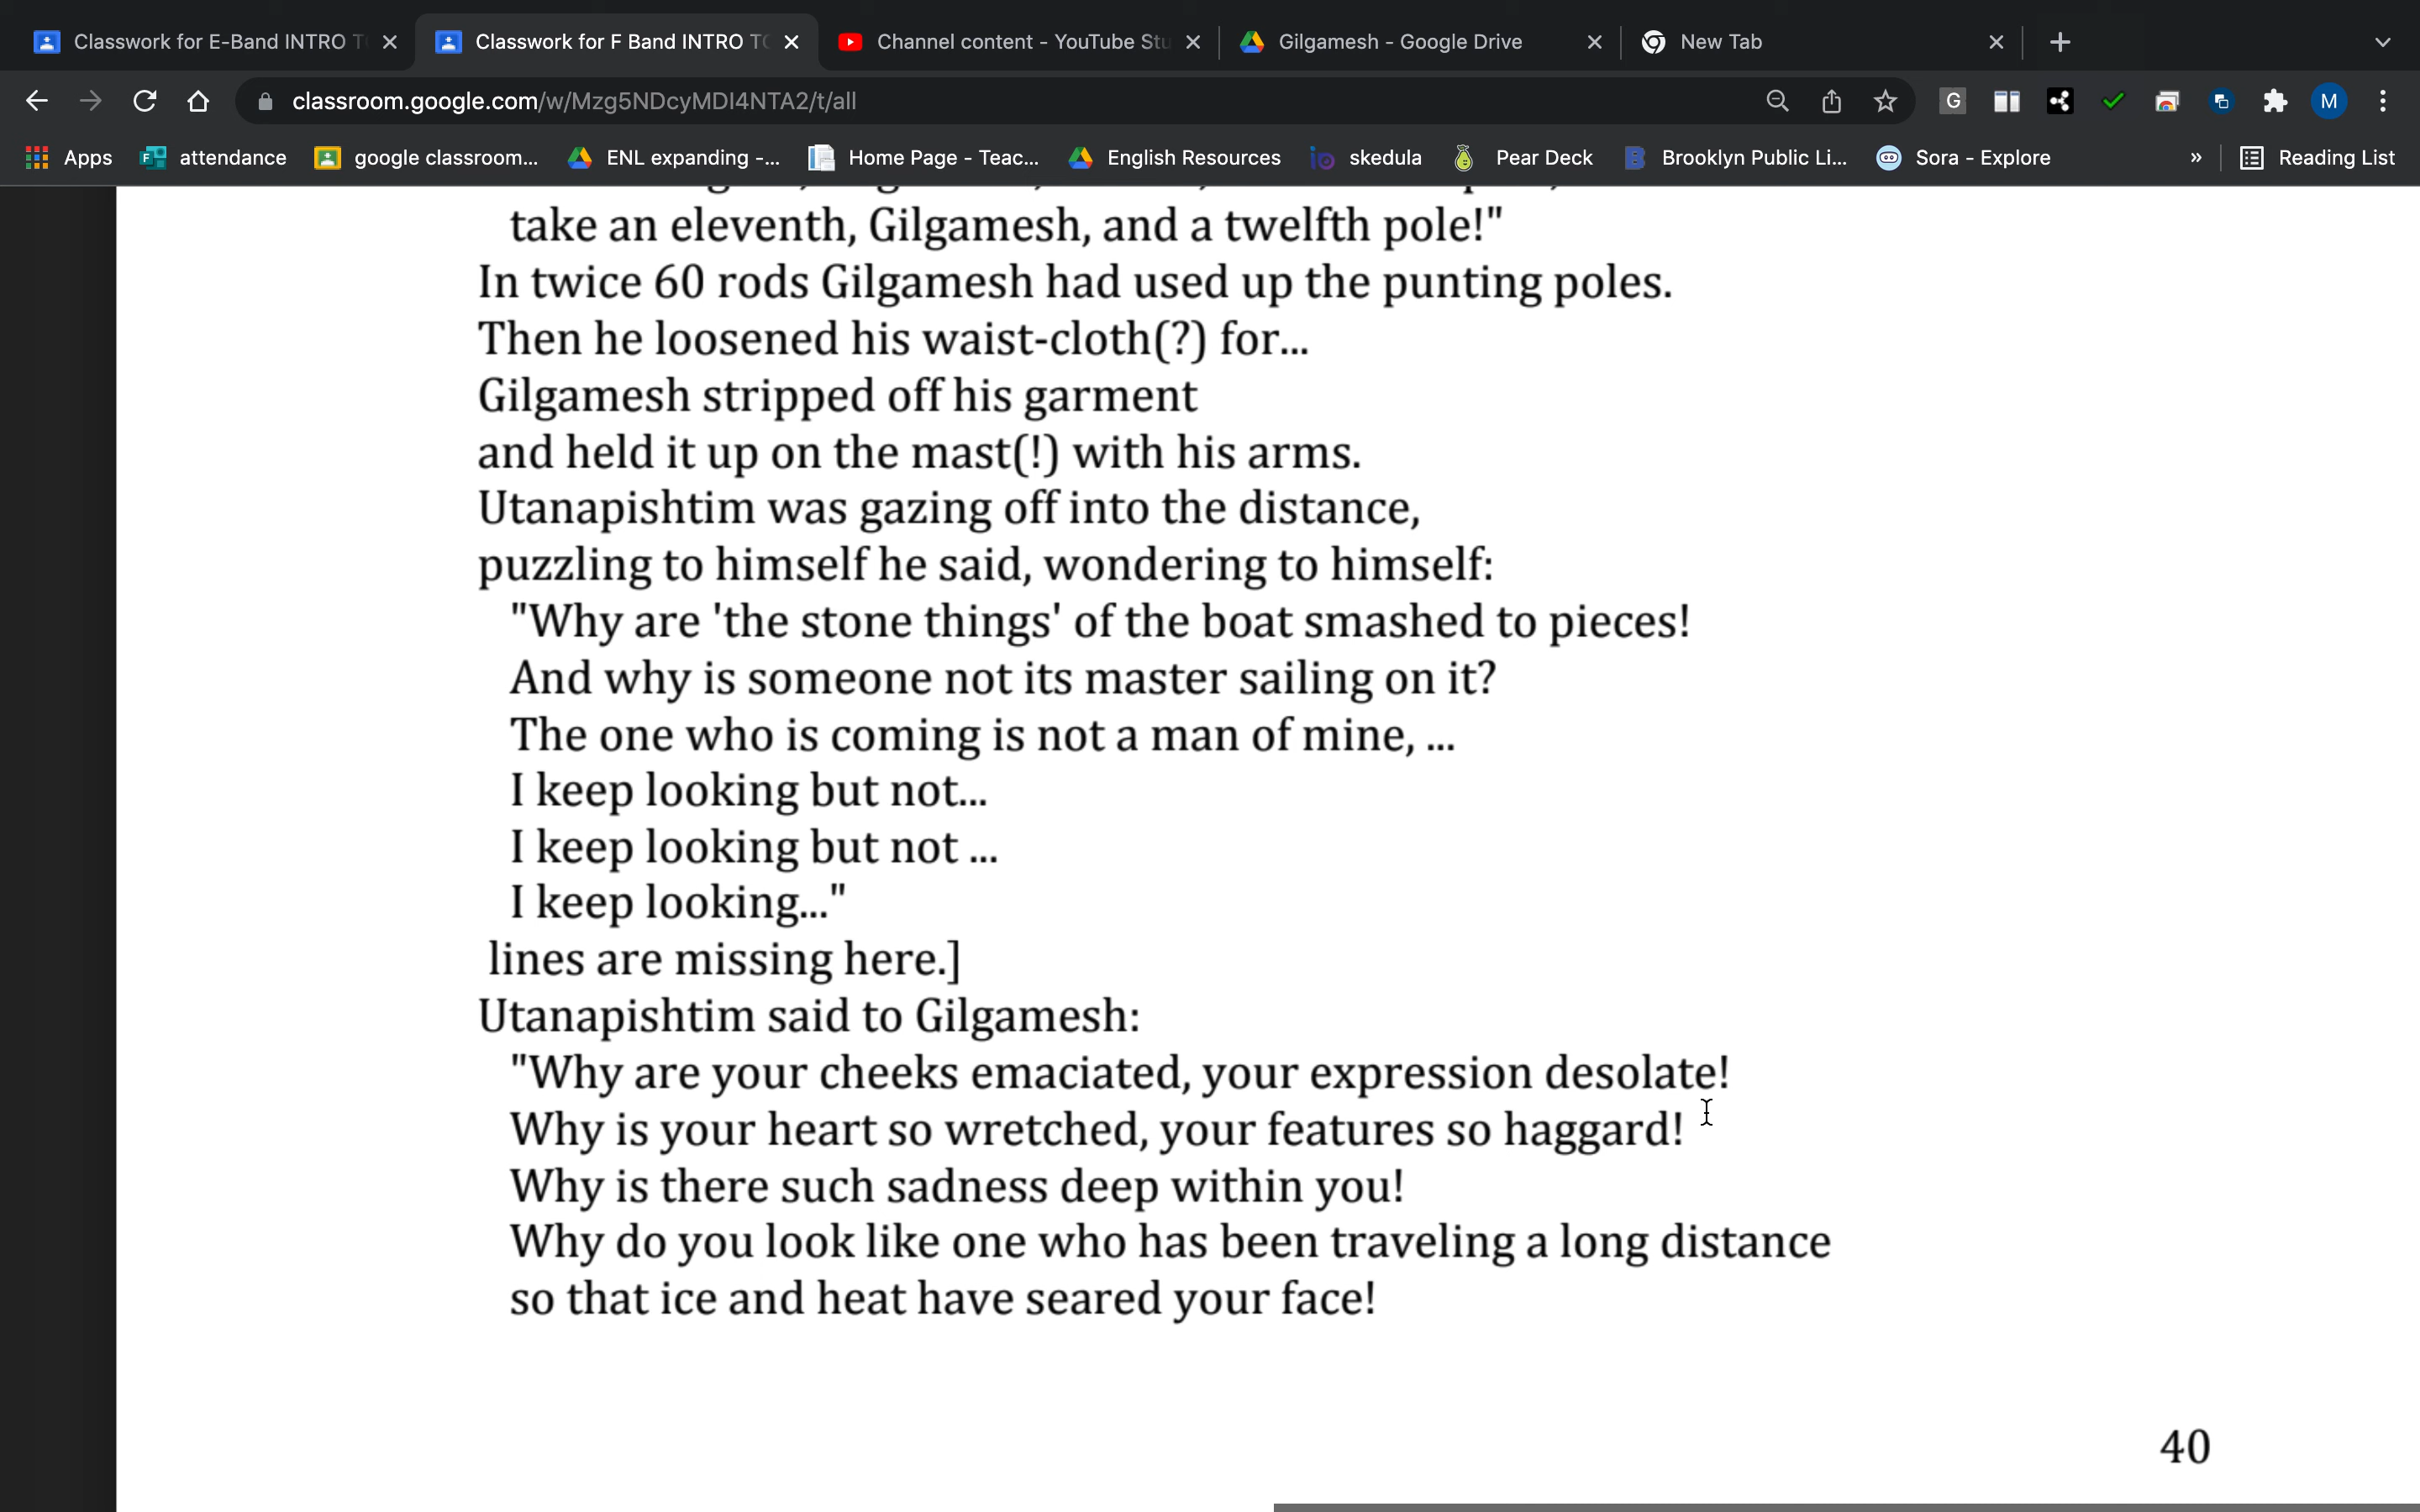 Classwork for E-Band INTRO T
Classwork for F Band INTRO TO
Channel content - YouTube Stu
Gilgamesh - Google Drive
New Tab
classroom.google.com/w/Mzg5NDcyMDI4NTA2/t/all
G
M
Apps
attendance
google classroom...
ENL expanding -...
Home Page - Teac...
English Resources
skedula
Pear Deck
Brooklyn Public Li...
Sora - Explore
»
Reading List
take an eleventh, Gilgamesh, and a twelfth pole!"
In twice 60 rods Gilgamesh had used up the punting poles.
Then he loosened his waist-cloth(?) for...
Gilgamesh stripped off his garment
and held it up on the mast(!) with his arms.
Utanapishtim was gazing off into the distance,
puzzling to himself he said, wondering to himself:
"Why are 'the stone things' of the boat smashed to pieces!
And why is someone not its master sailing on it?
The one who is coming is not a man of mine, ...
I keep looking but not...
I keep looking but not ...
I keep looking..."
lines are missing here.]
Utanapishtim said to Gilgamesh:
"Why are your cheeks emaciated, your expression desolate!
Why is your heart so wretched, your features so haggard!
Why is there such sadness deep within you!
Why do you look like one who has been traveling a long distance
so that ice and heat have seared your face!
40